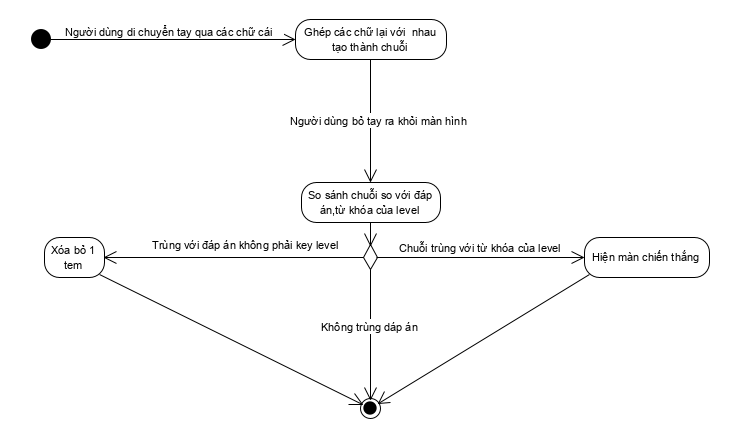 Người dùng di chuyển tay qua các chữ cái
Ghép các chữ lại với nhau
tạo thành chuỗi
Người dùng bỏ tay ra khỏi màn hình
So sánh chuỗi so với đáp
án,từ khóa của level
Trùng với đáp án không phải key level
Chuỗi trùng với từ khóa của level
Xóa bỏ 1
tem
Hiện màn chiến thắng
Không trùng dáp án